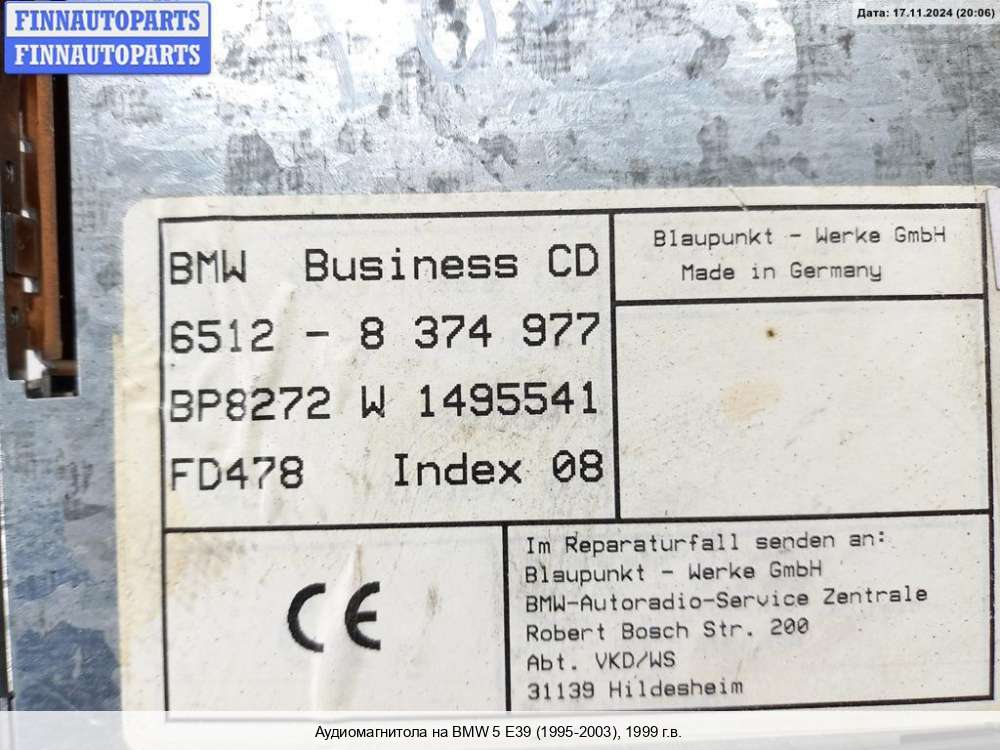 FINNAUTOPARTS
FINNAUTOPARTS
Дата: 17.11.2024 (20:06)
BMW Business CD
6512 - 8 374 977
BP8272 W 1495541
FD478 Index 08
Blaupunkt - Werke GmbH
Made in Germany
CE
Im Reparaturfall senden an:
Blaupunkt - Werke GmbH
BMW-Autoradio-Service Zentrale
Robert Bosch Str. 200
Abt. VKD/WS
31139 Hildesheim
Аудиомагнитола на BMW 5 E39 (1995-2003), 1999 г.в.